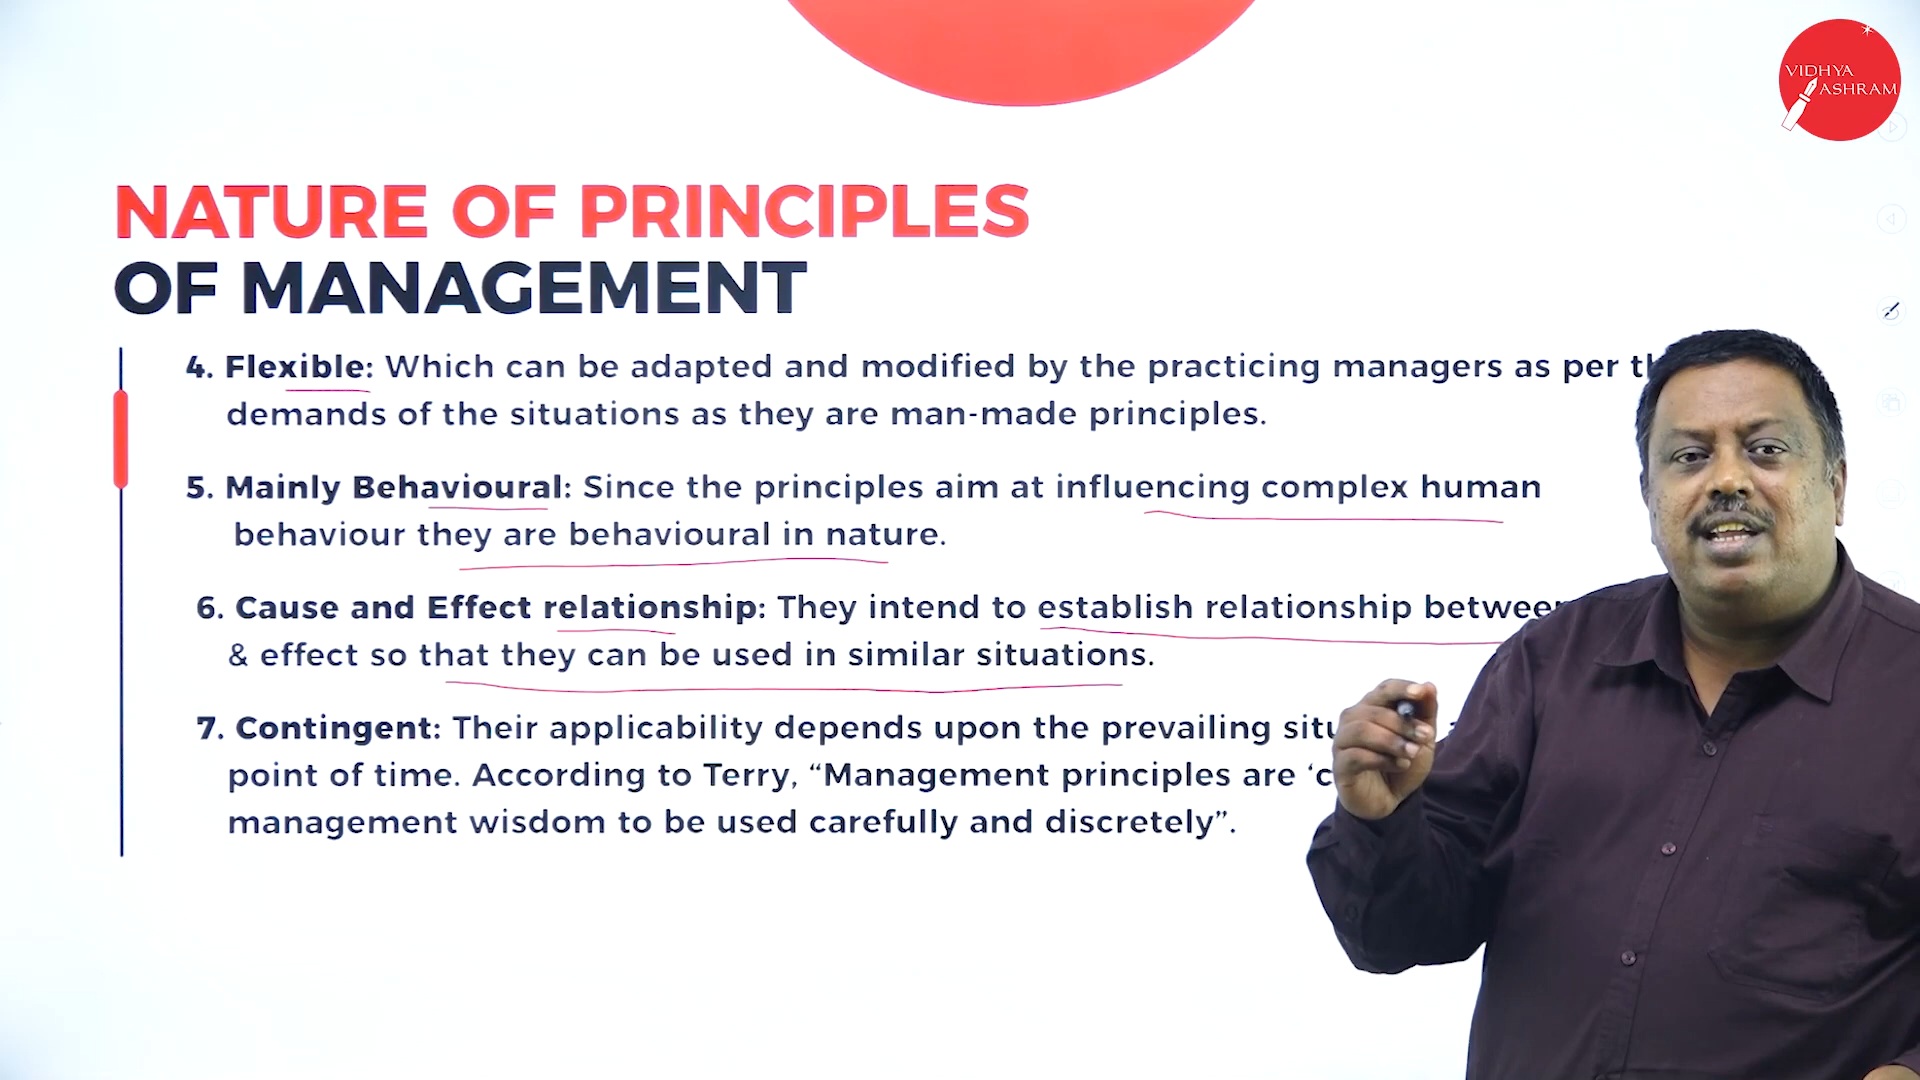 VIDHYA
ASHRAM
NATURE OF PRINCIPLES
OF MANAGEMENT
4. Flexible: Which can be adapted and modified by the practicing managers as per
demands of the situations as they are man-made principles.
5. Mainly Behavioural: Since the principles aim at influencing complex human
behaviour they are behavioural in nature.
6. Cause and Effect relationship: They intend to establish relationship between
& effect so that they can be used in similar situations.
7. Contingent: Their applicability depends upon the prevailing
point of time. According to Terry, “Management principles are
management wisdom to be used carefully and discretely”.